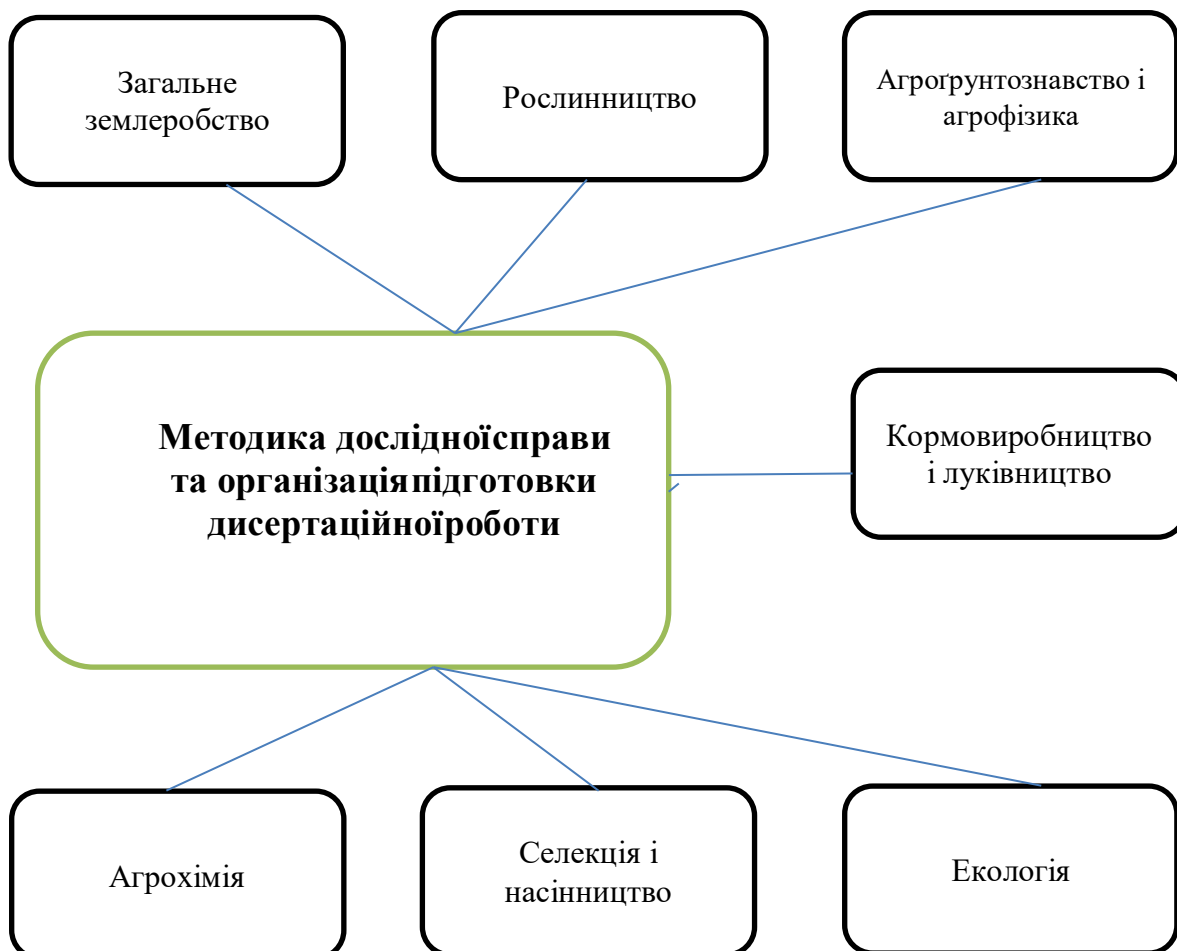 Загальне
землеробство
Рослинництво
Агроґрунтознавство і
агрофізика
Методика дослідноїсправи
та організаціяпідготовки
дисертаційноїроботи
Кормовиробництво
і луківництво
Агрохімія
Селекція і
насінництво
Екологія